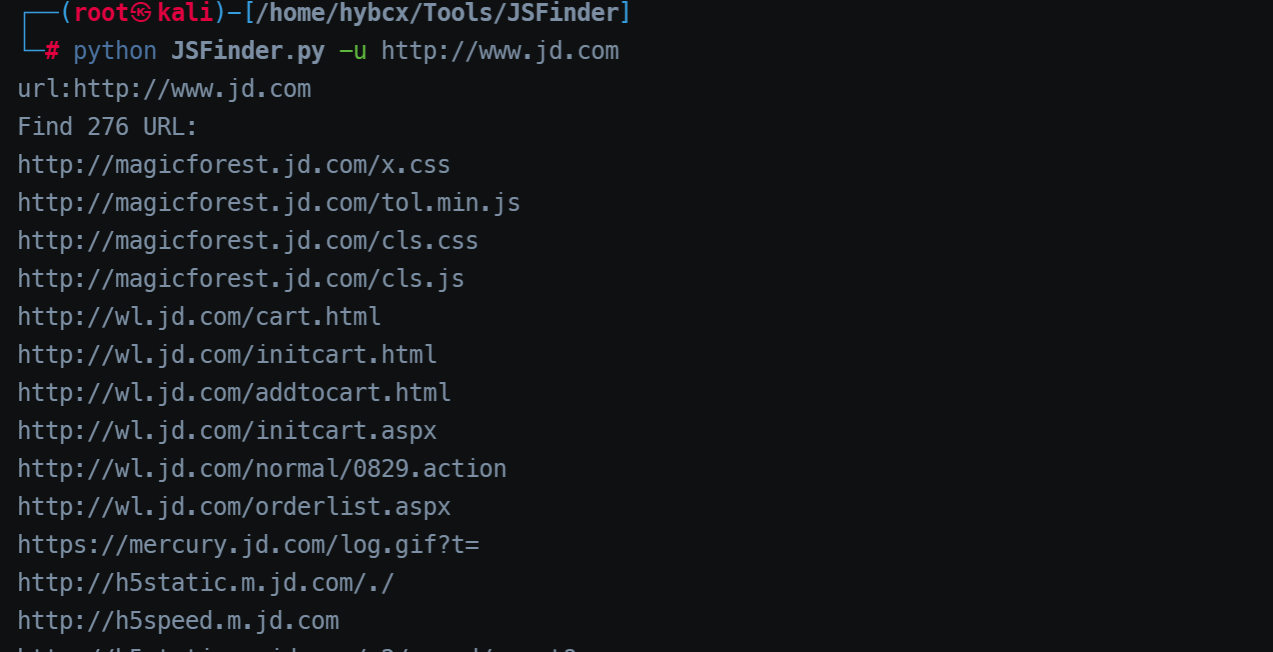 ┌──(root㉿kali)-[/home/hybcx/Tools/JSFinder]
└─# python JSFinder.py -u http://www.jd.com
url:http://www.jd.com
Find 276 URL:
http://magicforest.jd.com/x.css
http://magicforest.jd.com/tol.min.js
http://magicforest.jd.com/cls.css
http://magicforest.jd.com/cls.js
http://wl.jd.com/cart.html
http://wl.jd.com/initcart.html
http://wl.jd.com/addtocart.html
http://wl.jd.com/initcart.aspx
http://wl.jd.com/normal/0829.action
http://wl.jd.com/orderlist.aspx
https://mercury.jd.com/log.gif?t=
http://h5static.m.jd.com/./
http://h5speed.m.jd.com